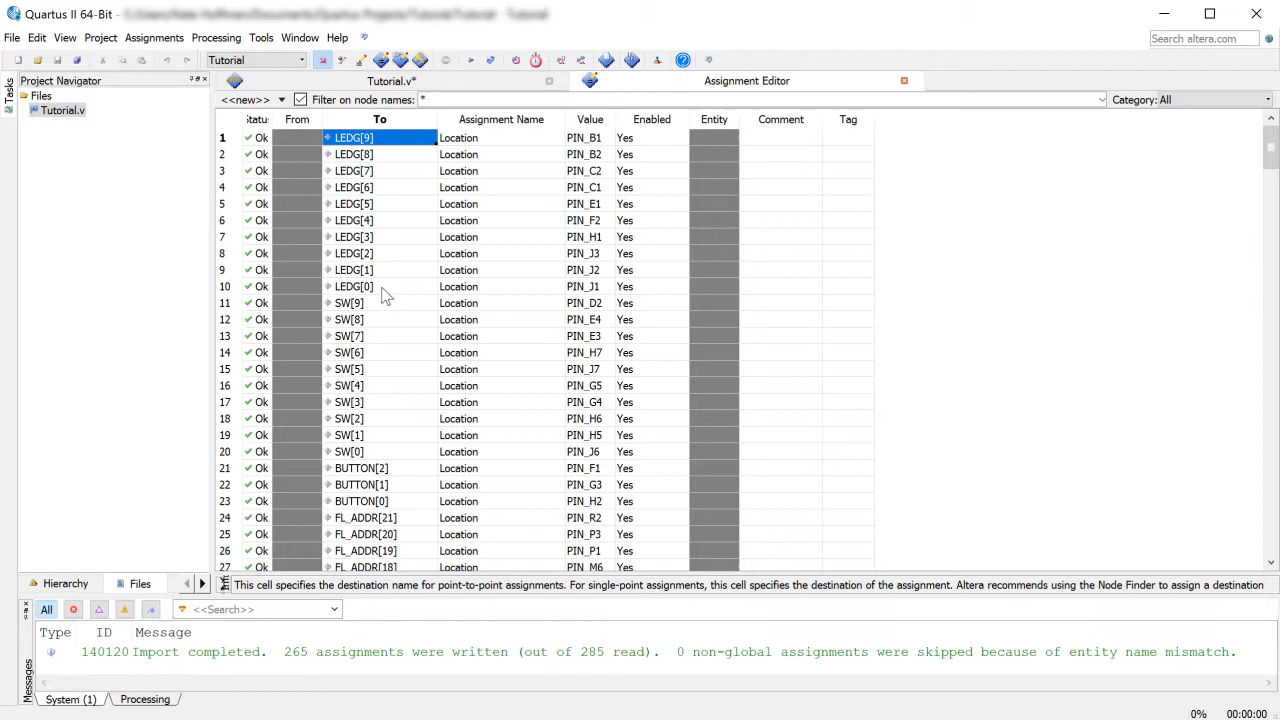 Quartus II 64-Bit - Tutorial
File Edit View Project Assignments Processing Tools Window Help
Search altera.com
Tutorial
Tasks
Project Navigator
Files
Tutorial.v
Tutorial.v*
Assignment Editor
<<new>> Filter on node names: * Category: All
Status From To Assignment Name Value Enabled Entity Comment Tag
1 Ok LEDG[9] Location PIN_B1 Yes
2 Ok LEDG[8] Location PIN_B2 Yes
3 Ok LEDG[7] Location PIN_C2 Yes
4 Ok LEDG[6] Location PIN_C1 Yes
5 Ok LEDG[5] Location PIN_E1 Yes
6 Ok LEDG[4] Location PIN_F2 Yes
7 Ok LEDG[3] Location PIN_H1 Yes
8 Ok LEDG[2] Location PIN_J3 Yes
9 Ok LEDG[1] Location PIN_J2 Yes
10 Ok LEDG[0] Location PIN_J1 Yes
11 Ok SW[9] Location PIN_D2 Yes
12 Ok SW[8] Location PIN_E4 Yes
13 Ok SW[7] Location PIN_E3 Yes
14 Ok SW[6] Location PIN_H7 Yes
15 Ok SW[5] Location PIN_J7 Yes
16 Ok SW[4] Location PIN_G5 Yes
17 Ok SW[3] Location PIN_G4 Yes
18 Ok SW[2] Location PIN_H6 Yes
19 Ok SW[1] Location PIN_H5 Yes
20 Ok SW[0] Location PIN_J6 Yes
21 Ok BUTTON[2] Location PIN_F1 Yes
22 Ok BUTTON[1] Location PIN_G3 Yes
23 Ok BUTTON[0] Location PIN_H2 Yes
24 Ok FL_ADDR[21] Location PIN_R2 Yes
25 Ok FL_ADDR[20] Location PIN_P3 Yes
26 Ok FL_ADDR[19] Location PIN_P1 Yes
27 Ok FL_ADDR[18] Location PIN_M6 Yes
Hierarchy Files
This cell specifies the destination name for point-to-point assignments. For single-point assignments, this cell specifies the destination of the assignment. Altera recommends using the Node Finder to assign a destination
All <<Search>>
Type ID Message
140120 Import completed. 265 assignments were written (out of 285 read). 0 non-global assignments were skipped because of entity name mismatch.
Messages
System (1) Processing
0% 00:00:00